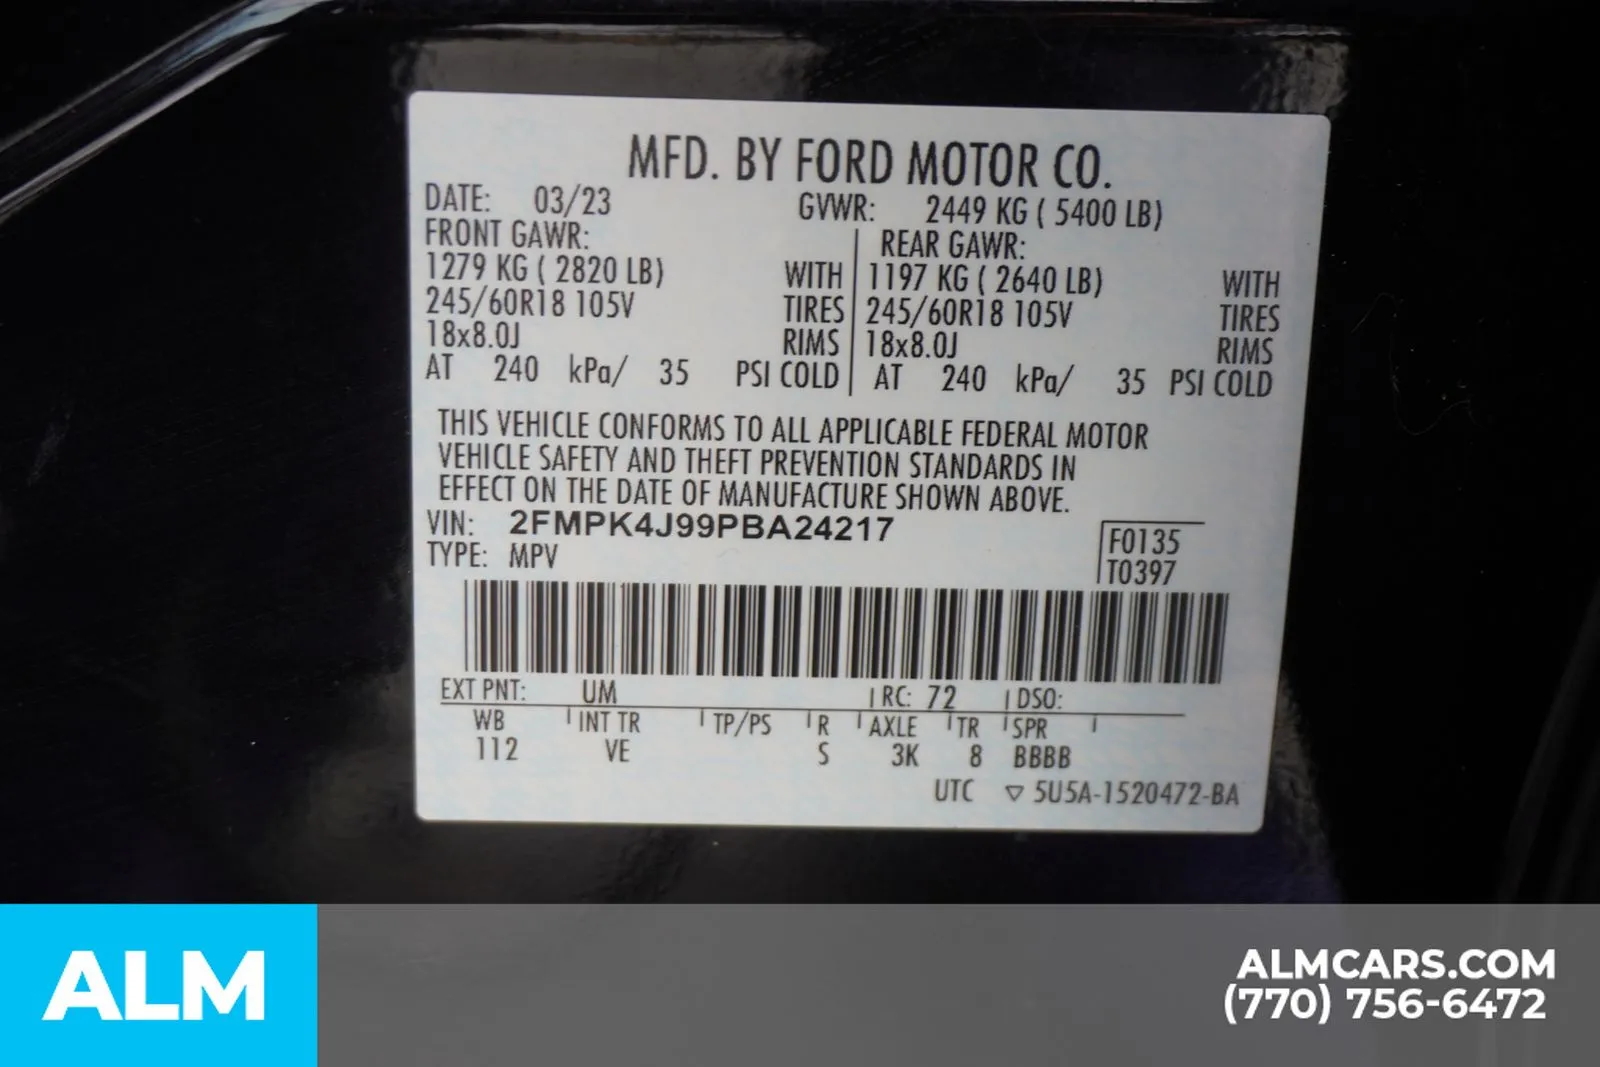 MFD. BY FORD MOTOR CO.
DATE: 03/23 GVWR: 2449 KG ( 5400 LB)
FRONT GAWR: REAR GAWR:
1279 KG ( 2820 LB) WITH 1197 KG ( 2640 LB) WITH
245/60R18 105V TIRES 245/60R18 105V TIRES
18x8.0J RIMS 18x8.0J RIMS
AT 240 kPa/ 35 PSI COLD AT 240 kPa/ 35 PSI COLD
THIS VEHICLE CONFORMS TO ALL APPLICABLE FEDERAL MOTOR
VEHICLE SAFETY AND THEFT PREVENTION STANDARDS IN
EFFECT ON THE DATE OF MANUFACTURE SHOWN ABOVE.
VIN: 2FMPK4J99PBA24217
TYPE: MPV
F0135
T0397
EXT PNT: UM RC: 72 DSO:
WB INT TR TP/PS R AXLE TR SPR
112 VE S 3K 8 BBBB
UTC ▽ 5U5A-1520472-BA
ALM
ALMCARS.COM
(770) 756-6472